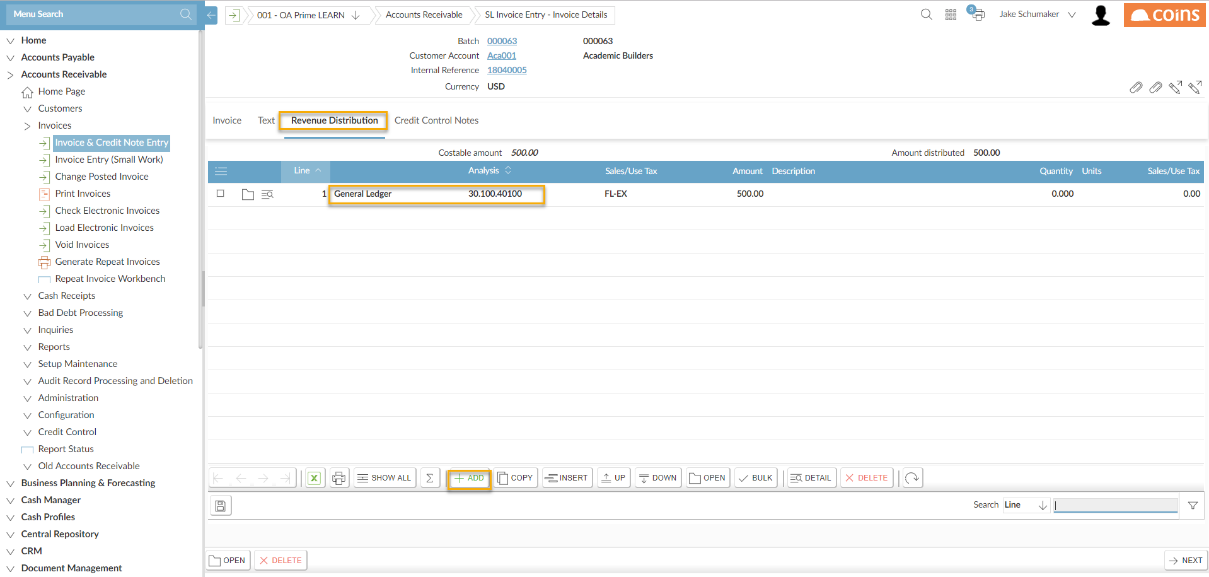 Menu Search
001 - OA Prime LEARN
Accounts Receivable
SL Invoice Entry - Invoice Details
3
Jake Schumaker
coins
Home
Accounts Payable
Accounts Receivable
Home Page
Customers
Invoices
Invoice & Credit Note Entry
Invoice Entry (Small Work)
Change Posted Invoice
Print Invoices
Check Electronic Invoices
Load Electronic Invoices
Void Invoices
Generate Repeat Invoices
Repeat Invoice Workbench
Cash Receipts
Bad Debt Processing
Inquiries
Reports
Setup Maintenance
Audit Record Processing and Deletion
Administration
Configuration
Credit Control
Report Status
Old Accounts Receivable
Business Planning & Forecasting
Cash Manager
Cash Profiles
Central Repository
CRM
Document Management
Batch 000063 000063
Customer Account Aca001 Academic Builders
Internal Reference 18040005
Currency USD
Invoice Text Revenue Distribution Credit Control Notes
Costable amount 500.00 Amount distributed 500.00
Line Analysis Sales/Use Tax Amount Description Quantity Units Sales/Use Tax
1 General Ledger 30.100.40100 FL-EX 500.00 0.000 0.00
SHOW ALL Σ ADD COPY INSERT UP DOWN OPEN BULK DETAIL DELETE
Search Line
OPEN DELETE NEXT